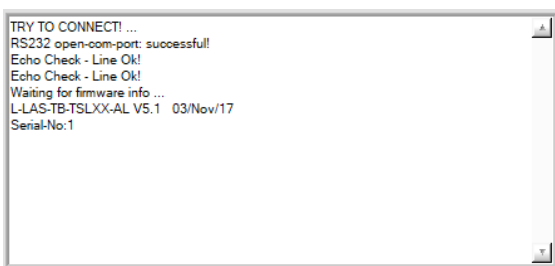 TRY TO CONNECT! ...
RS232 open-com-port: successful!
Echo Check - Line Ok!
Echo Check - Line Ok!
Waiting for firmware info ...
L-LAS-TB-TSLXX-AL V5.1   03/Nov/17
Serial-No:1